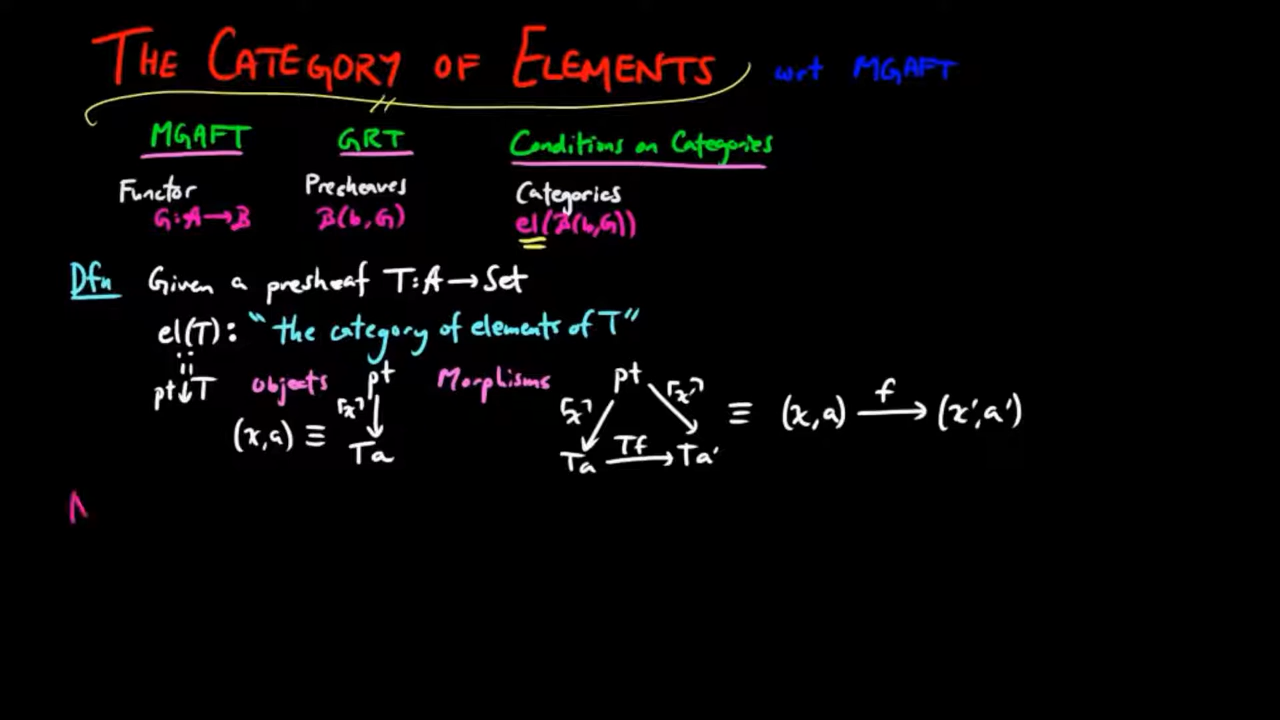 THE CATEGORY OF ELEMENTS wrt MGAFT
MGAFT GRT Conditions on Categories
Functor Presheaves Categories
G:A→B B(b,G) el(B(b,G))
Dfn Given a presheaf T:A→Set
el(T): "the category of elements of T"
pt↓T Objects pt Morphisms pt
⌜x⌝ ⌜x⌝ ⌜x'⌝
(x,a) ≡ Ta Ta Tf→ Ta' ≡ (x,a) f→ (x',a')